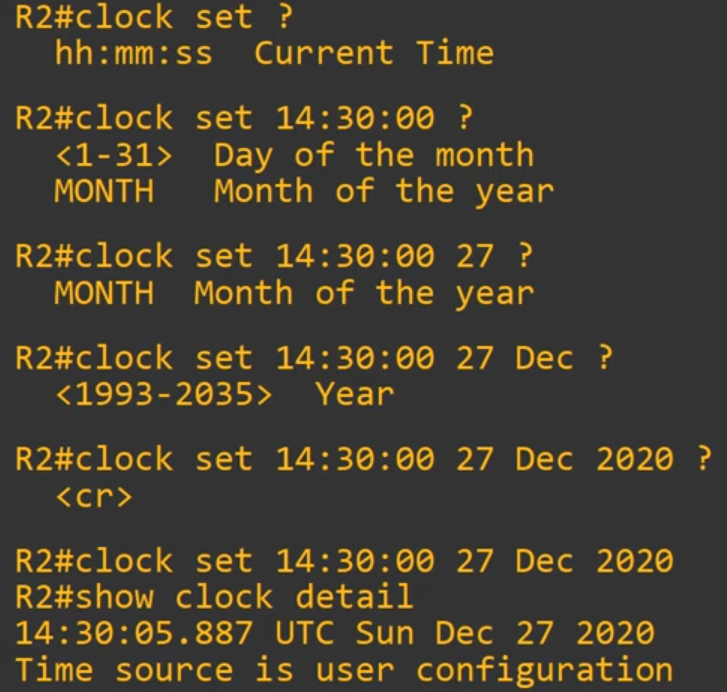 R2#clock set ?
  hh:mm:ss  Current Time
R2#clock set 14:30:00 ?
  <1-31>  Day of the month
  MONTH   Month of the year
R2#clock set 14:30:00 27 ?
  MONTH  Month of the year
R2#clock set 14:30:00 27 Dec ?
  <1993-2035>  Year
R2#clock set 14:30:00 27 Dec 2020 ?
  <cr>
R2#clock set 14:30:00 27 Dec 2020
R2#show clock detail
14:30:05.887 UTC Sun Dec 27 2020
Time source is user configuration